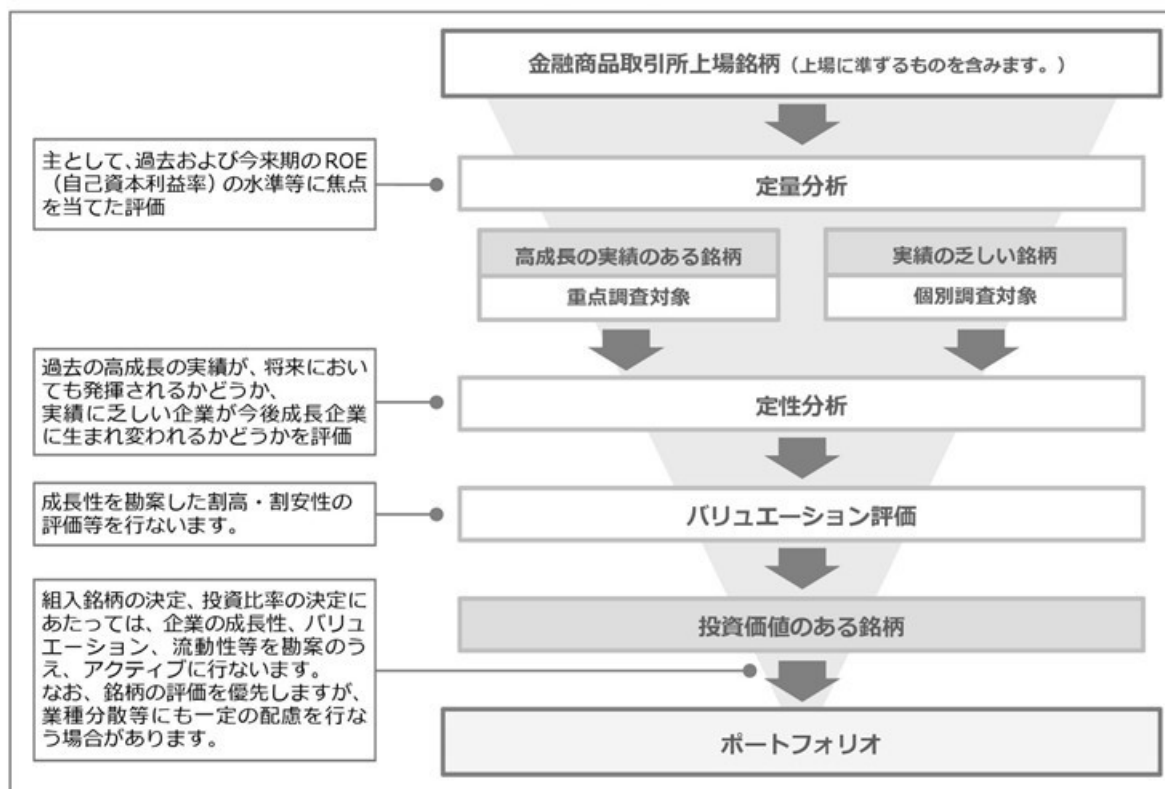 金融商品取引所上場銘柄（上場に準ずるものを含みます。）
主として、過去および今来期のROE
（自己資本利益率）の水準等に焦点
を当てた評価
定量分析
高成長の実績のある銘柄
重点調査対象
実績の乏しい銘柄
個別調査対象
過去の高成長の実績が、将来におい
ても発揮されるかどうか、
実績に乏しい企業が今後成長企業
に生まれ変われるかどうかを評価
定性分析
成長性を勘案した割高・割安性の
評価等を行ないます。
バリュエーション評価
投資価値のある銘柄
組入銘柄の決定、投資比率の決定に
あたっては、企業の成長性、バリュ
エーション、流動性等を勘案のう
え、アクティブに行ないます。
なお、銘柄の評価を優先しますが、
業種分散等にも一定の配慮を行な
う場合があります。
ポートフォリオ